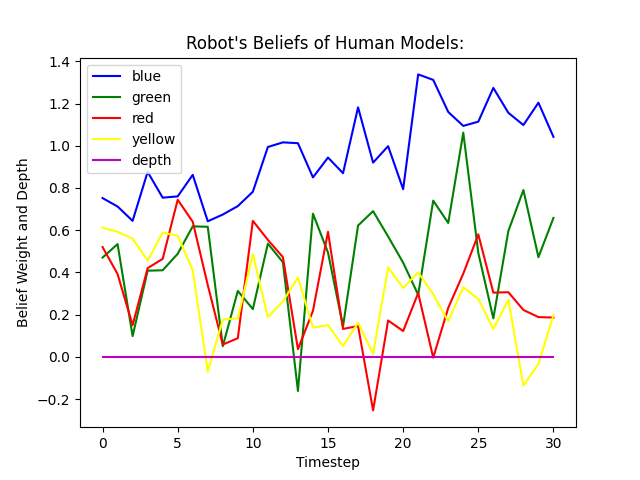 Robot's Beliefs of Human Models:
1.4
1.2
1.0
0.8
0.6
0.4
0.2
0.0
−0.2
Belief Weight and Depth
blue
green
red
yellow
depth
0 5 10 15 20 25 30
Timestep